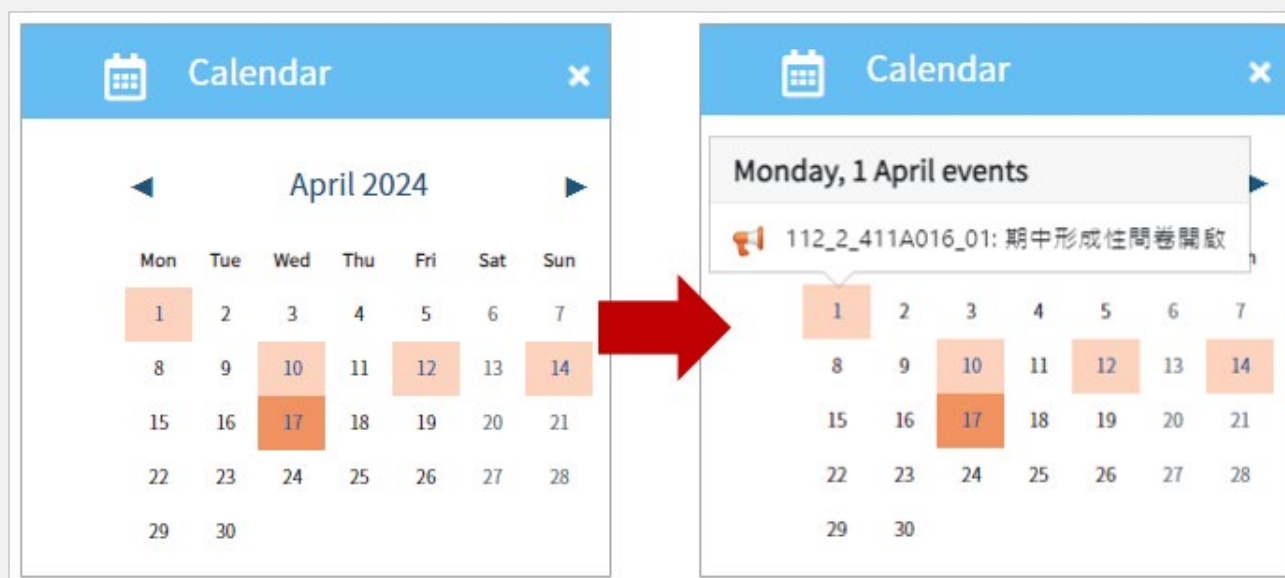 Calendar ×
April 2024
Mon Tue Wed Thu Fri Sat Sun
1 2 3 4 5 6 7
8 9 10 11 12 13 14
15 16 17 18 19 20 21
22 23 24 25 26 27 28
29 30
Calendar ×
Monday, 1 April events
112_2_411A016_01: 期中形成性問卷開啟
1 2 3 4 5 6 7
8 9 10 11 12 13 14
15 16 17 18 19 20 21
22 23 24 25 26 27 28
29 30